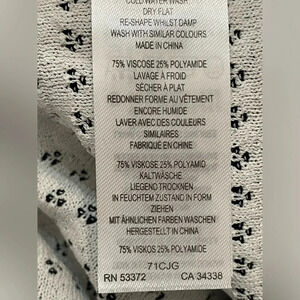 COLD WATER WASH
DRY FLAT
RE-SHAPE WHILST DAMP
WASH WITH SIMILAR COLOURS
MADE IN CHINA
75% VISCOSE 25% POLYAMIDE
LAVAGE À FROID
SÉCHER À PLAT
REDONNER FORME AU VÊTEMENT
ENCORE HUMIDE
LAVER AVEC DES COULEURS
SIMILAIRES
FABRIQUÉ EN CHINE
75% VISKOSE 25% POLYAMID
KALTWÄSCHE
LIEGEND TROCKNEN
IN FEUCHTEM ZUSTAND IN FORM
ZIEHEN
MIT ÄHNLICHEN FARBEN WASCHEN
HERGESTELLT IN CHINA
75% VISKOS 25% POLYAMIDE
71CJG
RN 53372 CA 34338